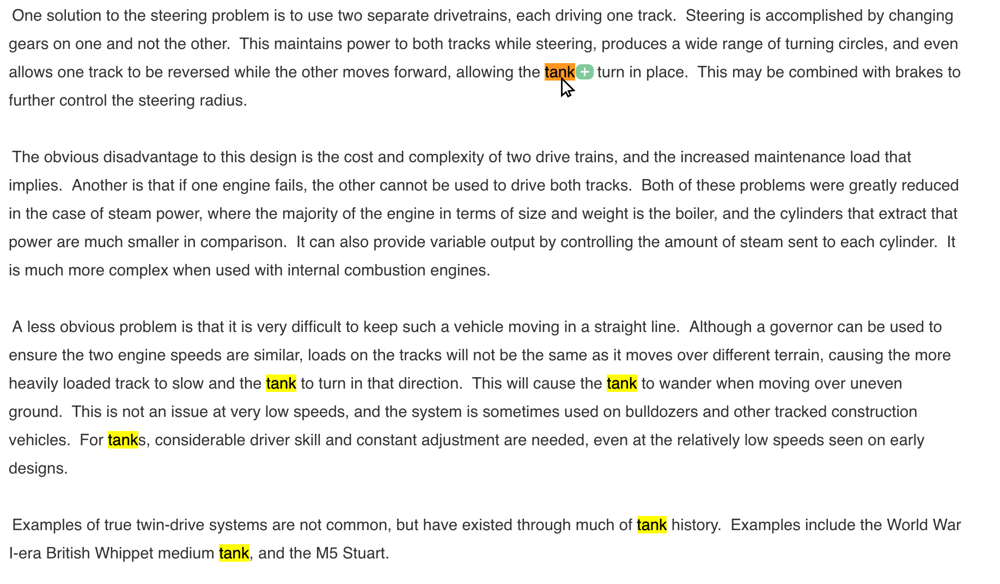 One solution to the steering problem is to use two separate drivetrains, each driving one track.  Steering is accomplished by changing
gears on one and not the other.  This maintains power to both tracks while steering, produces a wide range of turning circles, and even
allows one track to be reversed while the other moves forward, allowing the tank+ turn in place.  This may be combined with brakes to
further control the steering radius.
The obvious disadvantage to this design is the cost and complexity of two drive trains, and the increased maintenance load that
implies.  Another is that if one engine fails, the other cannot be used to drive both tracks.  Both of these problems were greatly reduced
in the case of steam power, where the majority of the engine in terms of size and weight is the boiler, and the cylinders that extract that
power are much smaller in comparison.  It can also provide variable output by controlling the amount of steam sent to each cylinder.  It
is much more complex when used with internal combustion engines.
A less obvious problem is that it is very difficult to keep such a vehicle moving in a straight line.  Although a governor can be used to
ensure the two engine speeds are similar, loads on the tracks will not be the same as it moves over different terrain, causing the more
heavily loaded track to slow and the tank to turn in that direction.  This will cause the tank to wander when moving over uneven
ground.  This is not an issue at very low speeds, and the system is sometimes used on bulldozers and other tracked construction
vehicles.  For tanks, considerable driver skill and constant adjustment are needed, even at the relatively low speeds seen on early
designs.
Examples of true twin-drive systems are not common, but have existed through much of tank history.  Examples include the World War
I-era British Whippet medium tank, and the M5 Stuart.